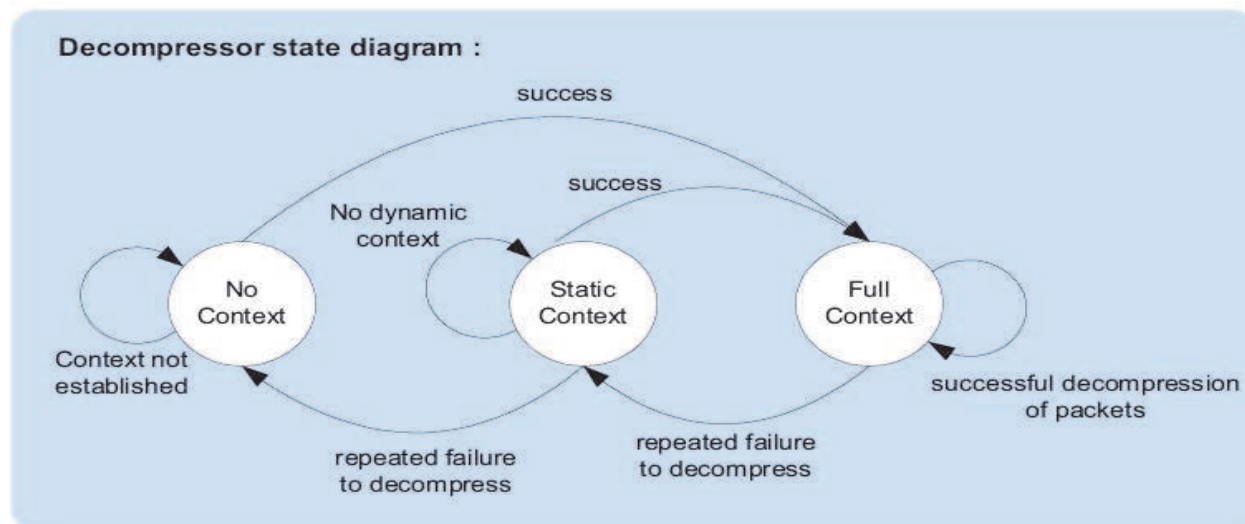 Decompressor state diagram :
success
success
No dynamic
context
No
Context
Static
Context
Full
Context
Context not
established
successful decompression
of packets
repeated failure
to decompress
repeated failure
to decompress